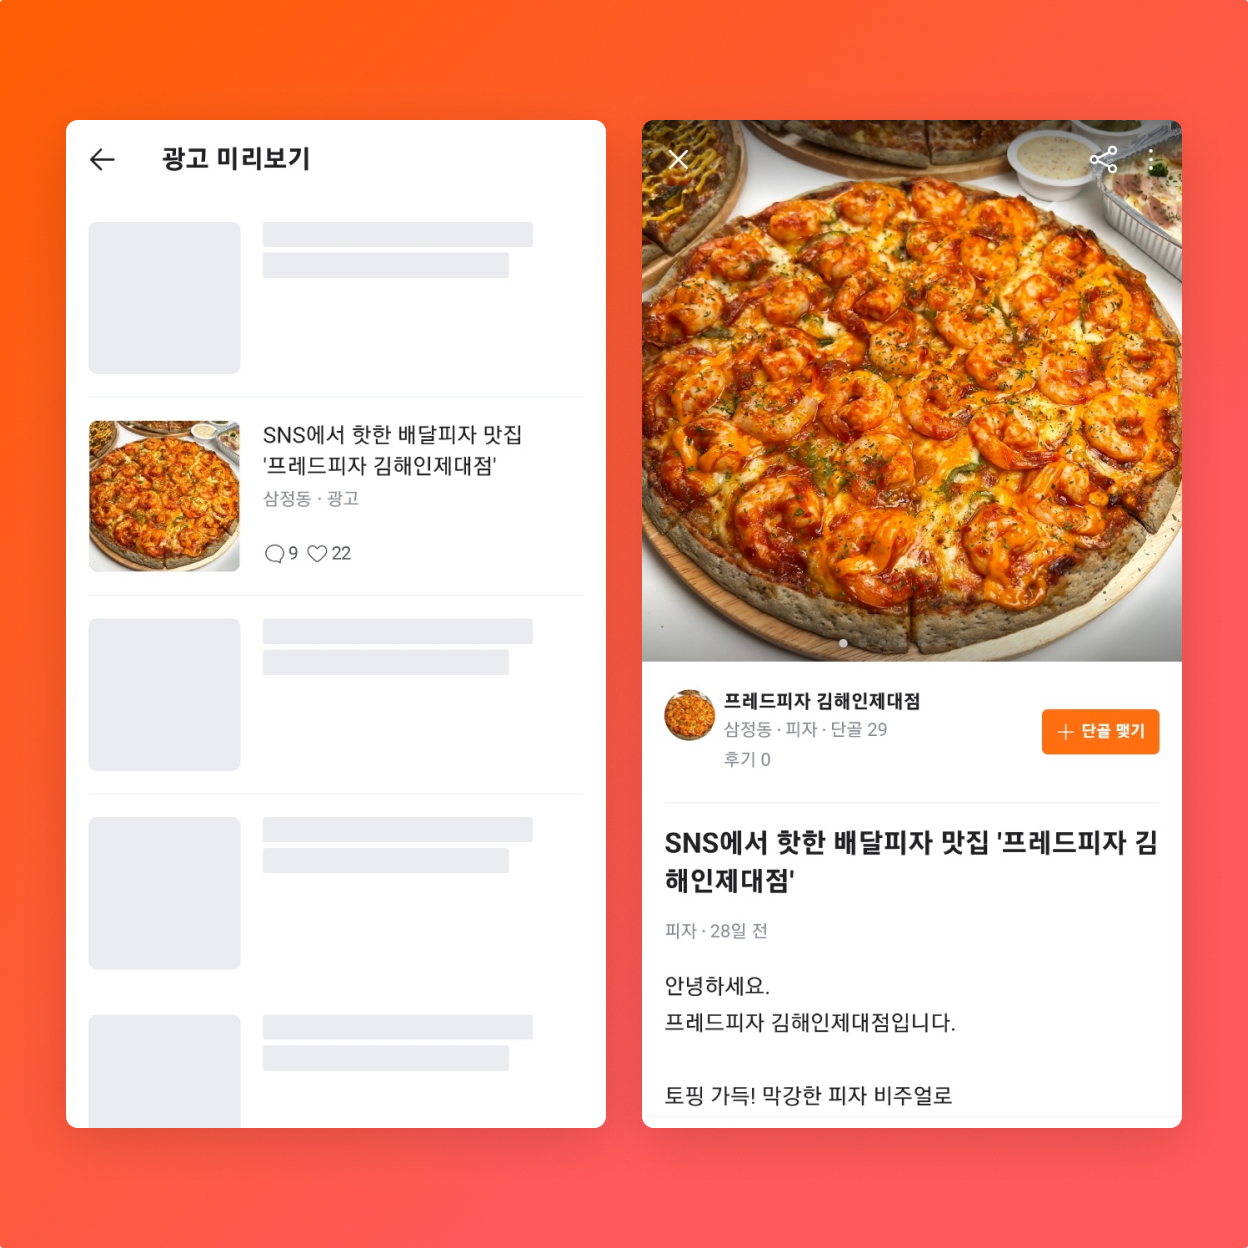 광고 미리보기
SNS에서 핫한 배달피자 맛집
'프레드피자 김해인제대점'
삼정동 · 광고
9 22
프레드피자 김해인제대점
삼정동 · 피자 · 단골 29
후기 0
+ 단골 맺기
SNS에서 핫한 배달피자 맛집 '프레드피자 김
해인제대점'
피자 · 28일 전
안녕하세요.
프레드피자 김해인제대점입니다.
토핑 가득! 막강한 피자 비주얼로